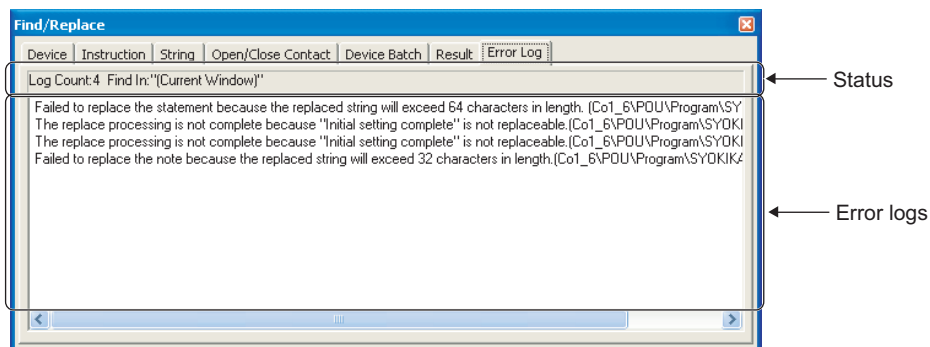 Find/Replace
Device Instruction String Open/Close Contact Device Batch Result Error Log
Log Count:4 Find In:"(Current Window)"
Status
Failed to replace the statement because the replaced string will exceed 64 characters in length. (Co1_6\POU\Program\SY
The replace processing is not complete because "Initial setting complete" is not replaceable.(Co1_6\POU\Program\SYOKI
The replace processing is not complete because "Initial setting complete" is not replaceable.(Co1_6\POU\Program\SYOKI
Failed to replace the note because the replaced string will exceed 32 characters in length.(Co1_6\POU\Program\SYOKIKA
Error logs